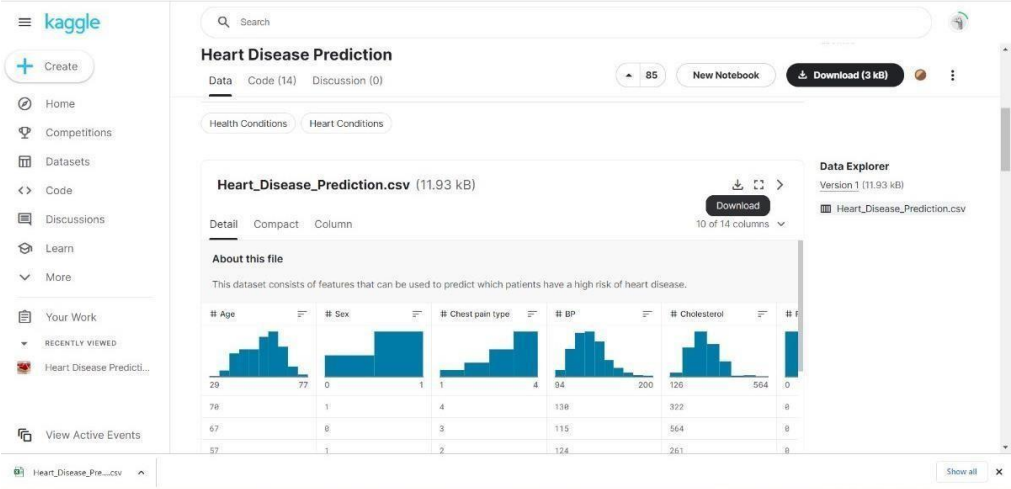 kaggle
Search
Create
Home
Competitions
Datasets
Code
Discussions
Learn
More
Your Work
RECENTLY VIEWED
Heart Disease Predicti...
View Active Events
Heart Disease Prediction
Data Code (14) Discussion (0)
85 New Notebook Download (3 kB)
Health Conditions Heart Conditions
Heart_Disease_Prediction.csv (11.93 kB)
Download
Detail Compact Column 10 of 14 columns
About this file
This dataset consists of features that can be used to predict which patients have a high risk of heart disease.
# Age # Sex # Chest pain type # BP # Cholesterol #
29 77 0 1 1 4 94 200 126 564 0
70 1 4 130 322 0
67 0 3 115 564 0
57 1 2 124 261 0
Data Explorer
Version 1 (11.93 kB)
Heart_Disease_Prediction.csv
Heart_Disease_Pre....csv
Show all